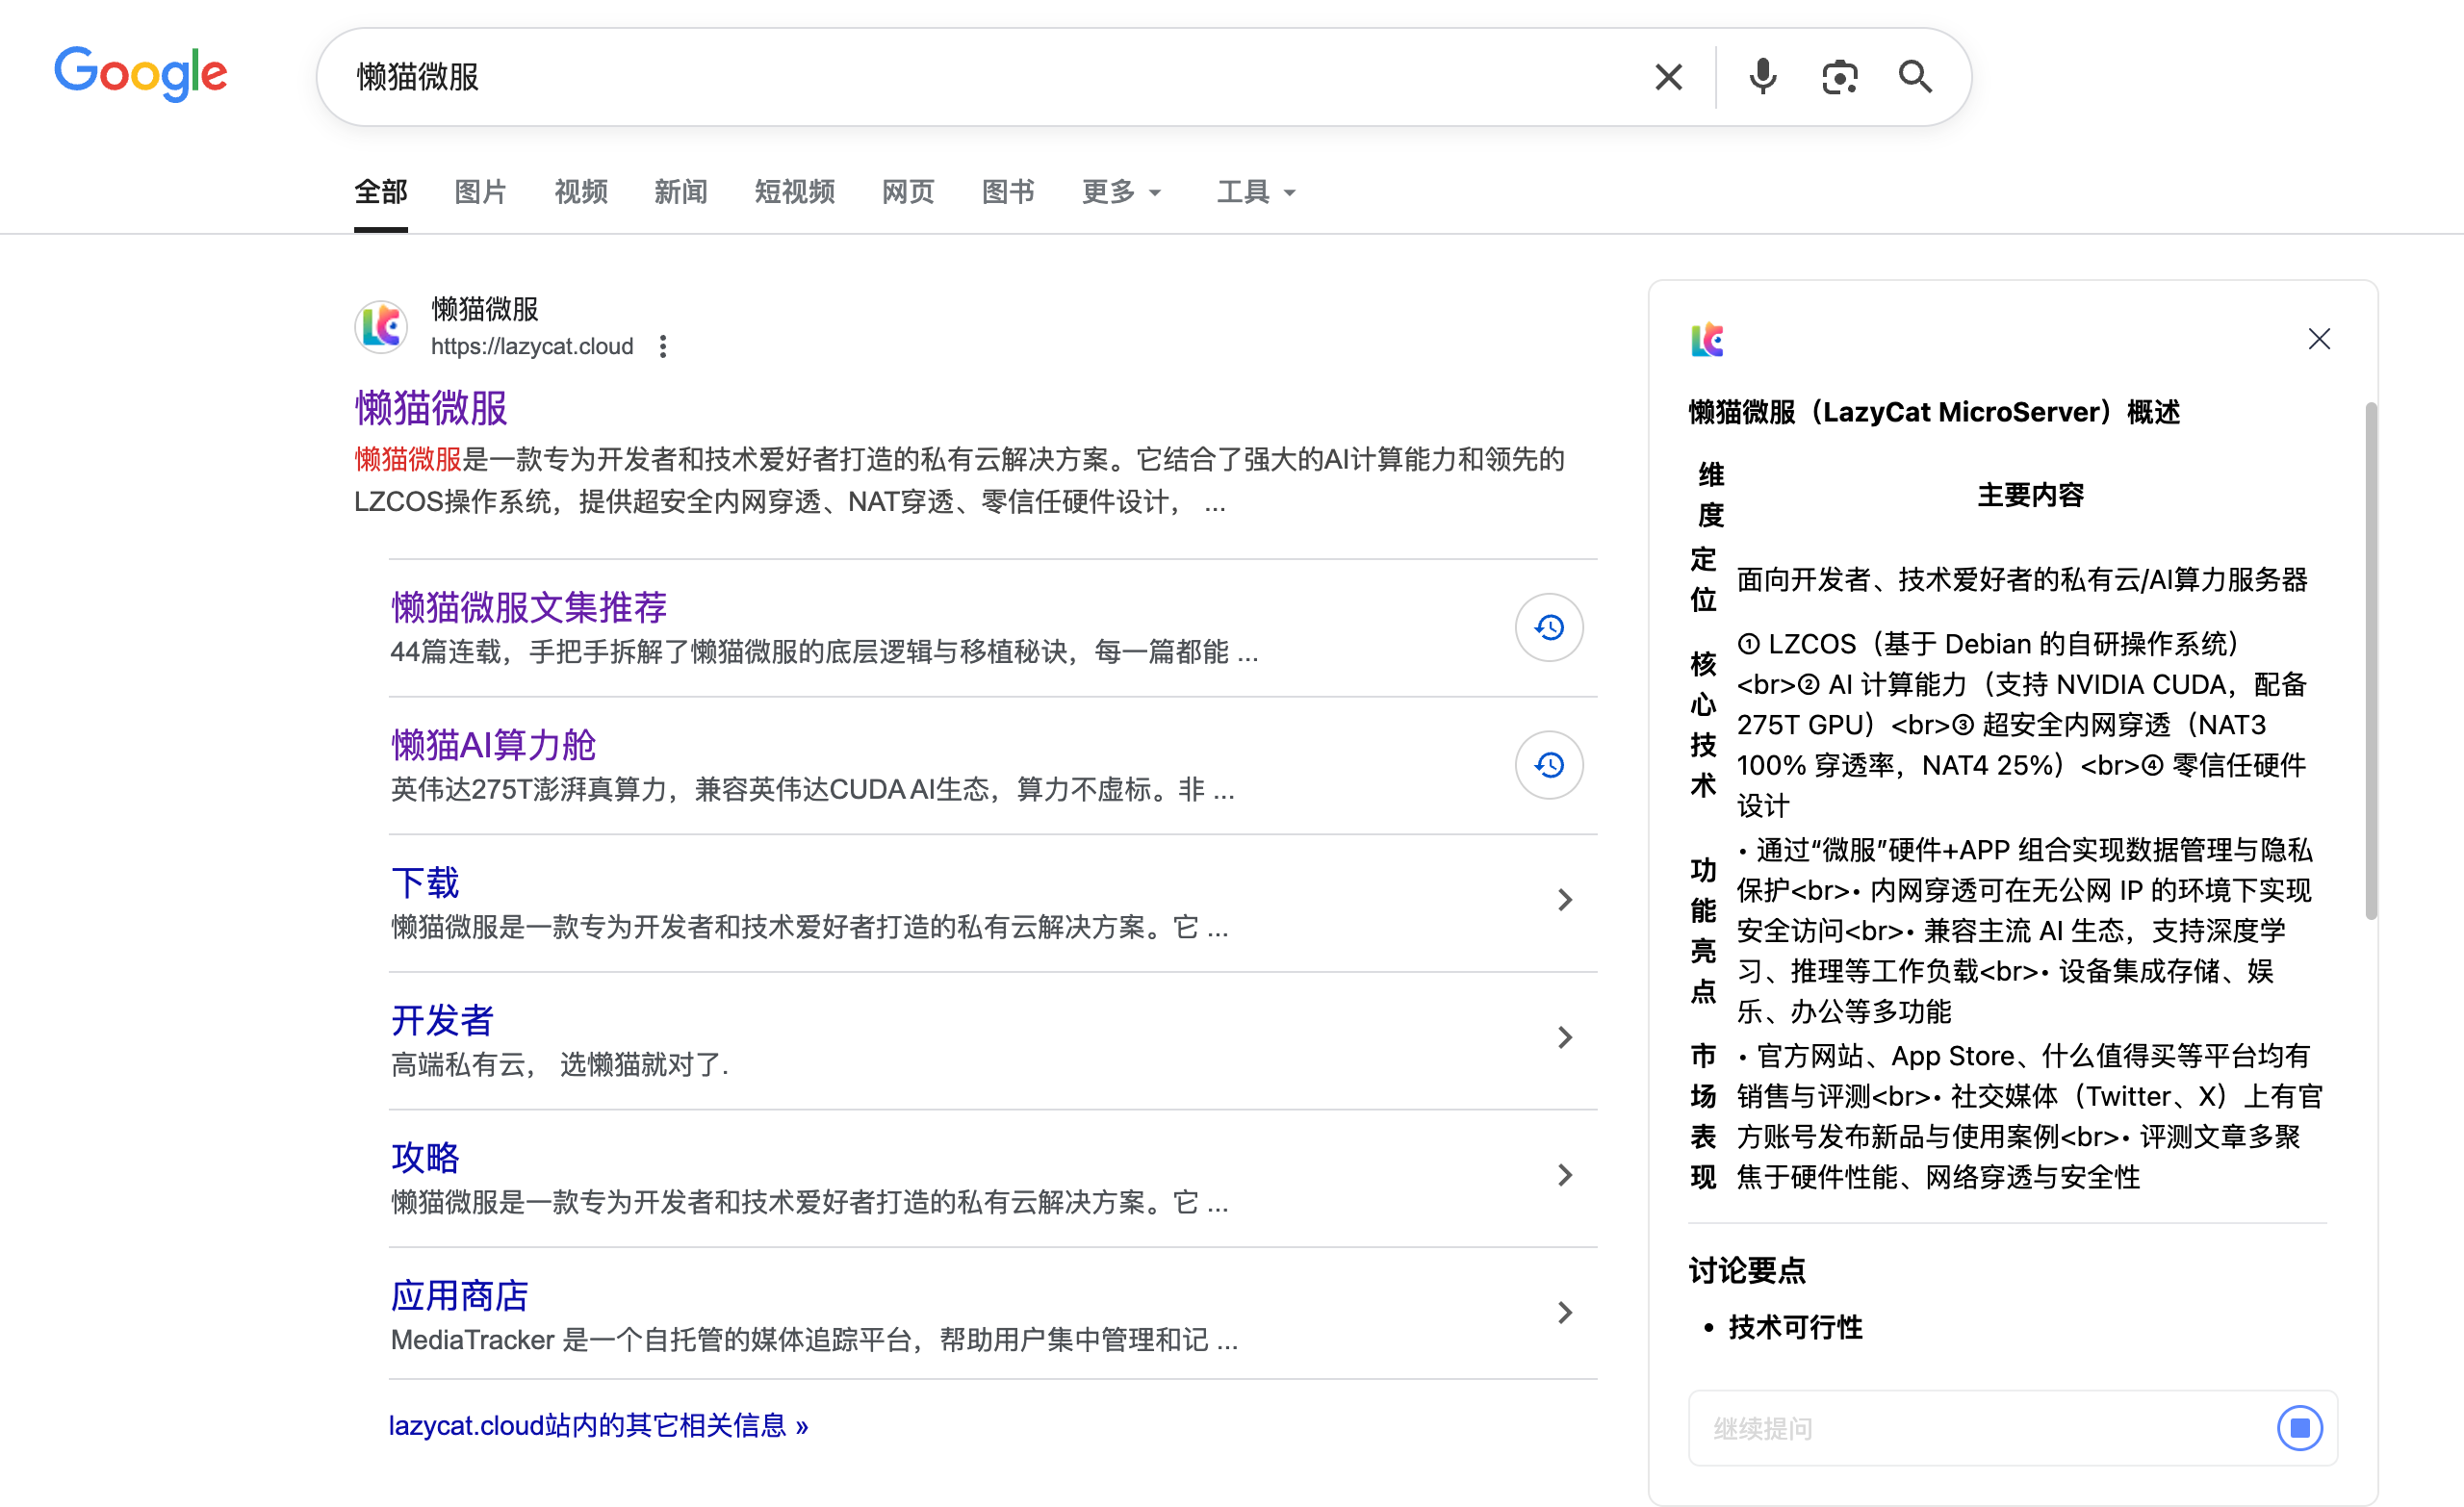 Google
懒猫微服
全部 图片 视频 新闻 短视频 网页 图书 更多 工具
懒猫微服
https://lazycat.cloud
懒猫微服
懒猫微服是一款专为开发者和技术爱好者打造的私有云解决方案。它结合了强大的AI计算能力和领先的
LZCOS操作系统，提供超安全内网穿透、NAT穿透、零信任硬件设计， ...
懒猫微服文集推荐
44篇连载，手把手拆解了懒猫微服的底层逻辑与移植秘诀，每一篇都能 ...
懒猫AI算力舱
英伟达275T澎湃真算力，兼容英伟达CUDA AI生态，算力不虚标。非 ...
下载
懒猫微服是一款专为开发者和技术爱好者打造的私有云解决方案。它 ...
开发者
高端私有云， 选懒猫就对了.
攻略
懒猫微服是一款专为开发者和技术爱好者打造的私有云解决方案。它 ...
应用商店
MediaTracker 是一个自托管的媒体追踪平台，帮助用户集中管理和记 ...
lazycat.cloud站内的其它相关信息 »
LC
懒猫微服（LazyCat MicroServer）概述
维度
主要内容
定位
面向开发者、技术爱好者的私有云/AI算力服务器
核心技术
① LZCOS（基于 Debian 的自研操作系统）
<br>② AI 计算能力（支持 NVIDIA CUDA，配备
275T GPU）<br>③ 超安全内网穿透（NAT3
100% 穿透率，NAT4 25%）<br>④ 零信任硬件
设计
功能亮点
• 通过“微服”硬件+APP 组合实现数据管理与隐私
保护<br>• 内网穿透可在无公网 IP 的环境下实现
安全访问<br>• 兼容主流 AI 生态，支持深度学
习、推理等工作负载<br>• 设备集成存储、娱
乐、办公等多功能
市场表现
• 官方网站、App Store、什么值得买等平台均有
销售与评测<br>• 社交媒体（Twitter、X）上有官
方账号发布新品与使用案例<br>• 评测文章多聚
焦于硬件性能、网络穿透与安全性
讨论要点
• 技术可行性
继续提问